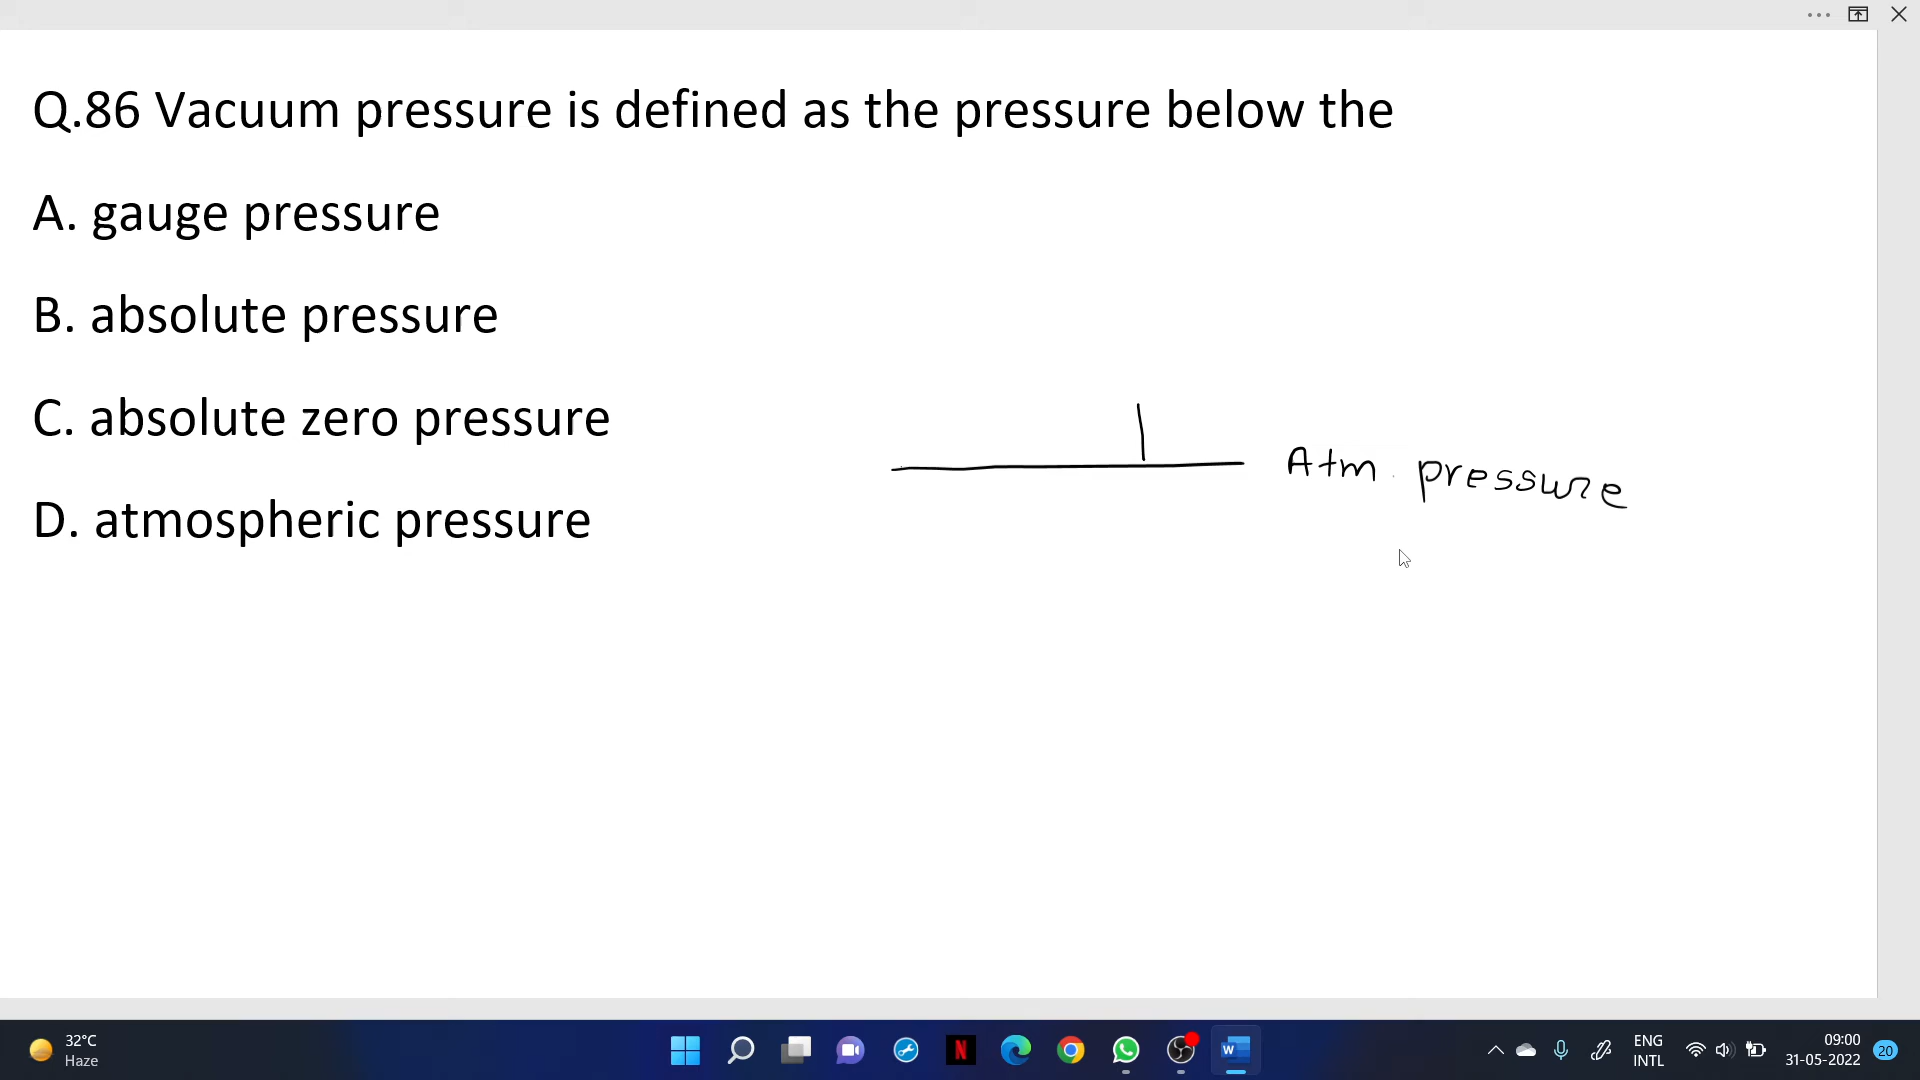 Q.86 Vacuum pressure is defined as the pressure below the
A. gauge pressure
B. absolute pressure
C. absolute zero pressure
Atm. pressure
D. atmospheric pressure
32°C
Haze
ENG
INTL
09:00
31-05-2022
20